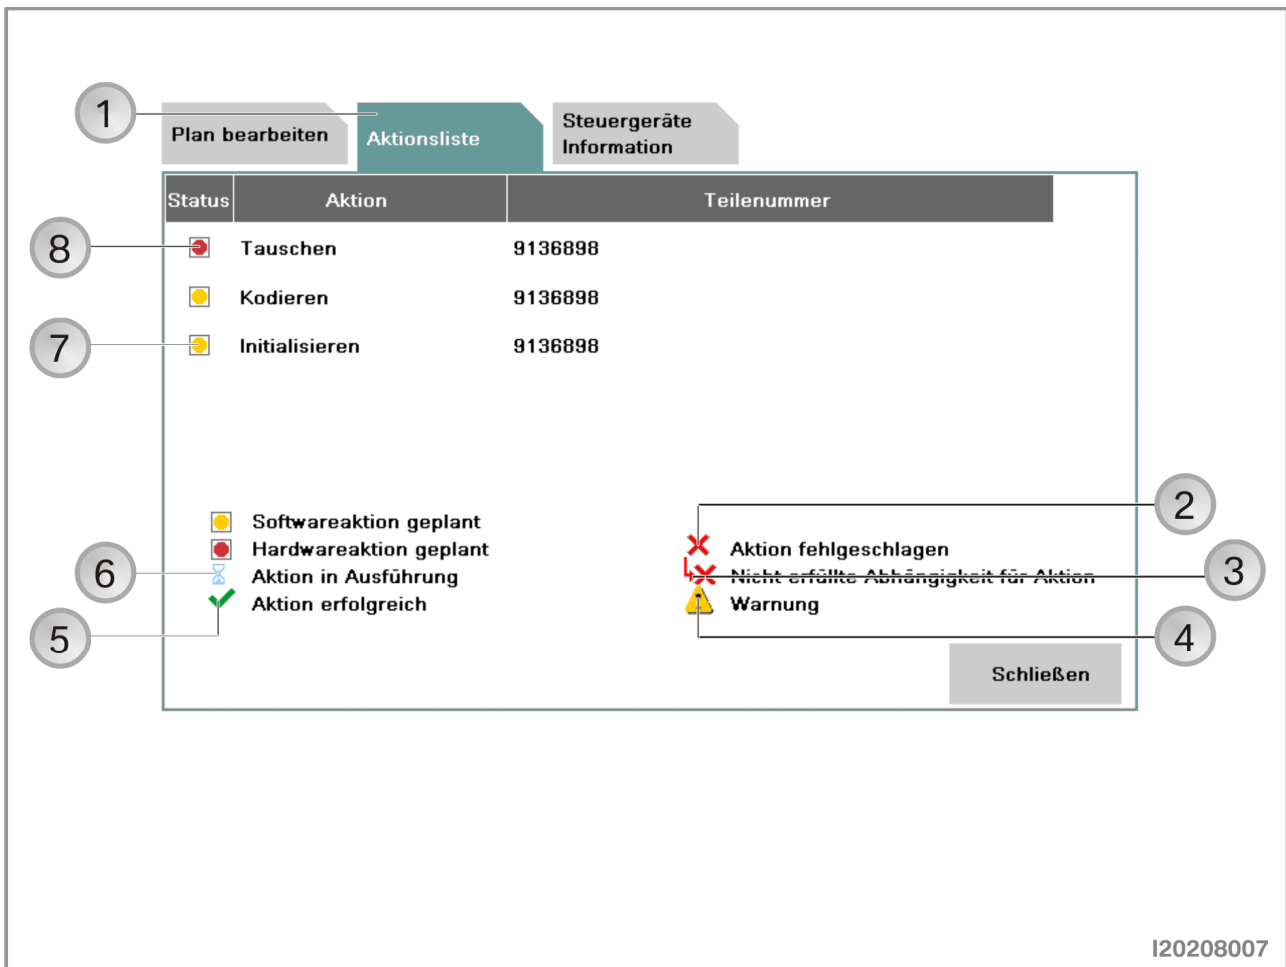 1
Plan bearbeiten
Aktionsliste
Steuergeräte
Information
Status Aktion Teilenummer
8
Tauschen 9136898
Kodieren 9136898
7
Initialisieren 9136898
2
Softwareaktion geplant
Hardwareaktion geplant
Aktion fehlgeschlagen
6
Aktion in Ausführung
Nicht erfüllte Abhängigkeit für Aktion
3
Aktion erfolgreich
Warnung
5
4
Schließen
I20208007